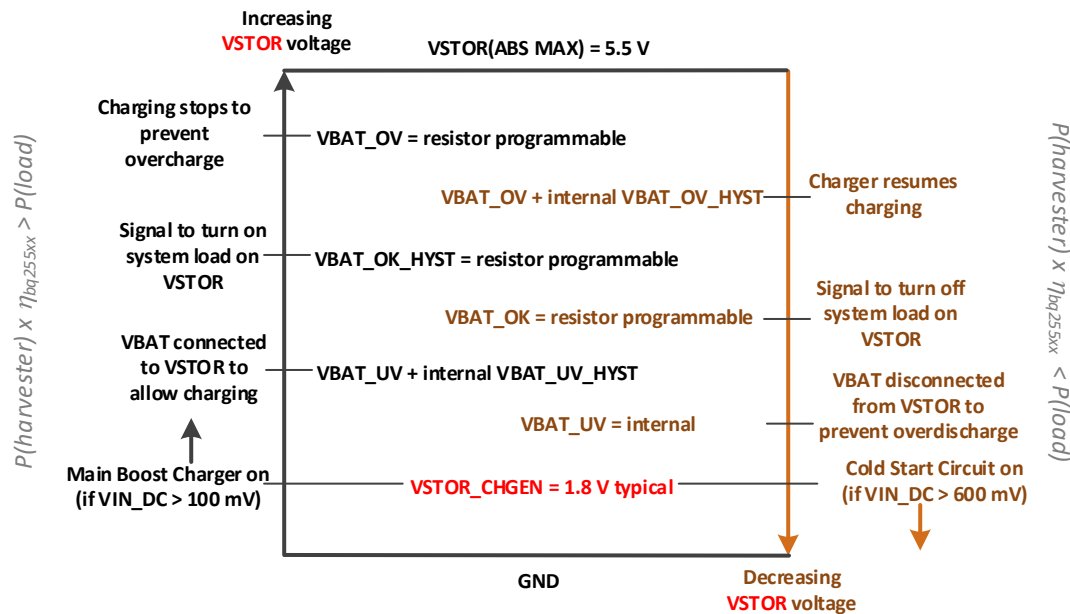 Increasing
VSTOR voltage
VSTOR(ABS MAX) = 5.5 V
Charging stops to
prevent
overcharge
VBAT_OV = resistor programmable
VBAT_OV + internal VBAT_OV_HYST
Charger resumes
charging
Signal to turn on
system load on
VSTOR
VBAT_OK_HYST = resistor programmable
VBAT_OK = resistor programmable
Signal to turn off
system load on
VSTOR
VBAT connected
to VSTOR to
allow charging
VBAT_UV + internal VBAT_UV_HYST
VBAT_UV = internal
VBAT disconnected
from VSTOR to
prevent overdischarge
Main Boost Charger on
(if VIN_DC > 100 mV)
VSTOR_CHGEN = 1.8 V typical
Cold Start Circuit on
(if VIN_DC > 600 mV)
GND
Decreasing
VSTOR voltage
P(harvester) x ηbq255xx > P(load)
P(harvester) x ηbq255xx < P(load)